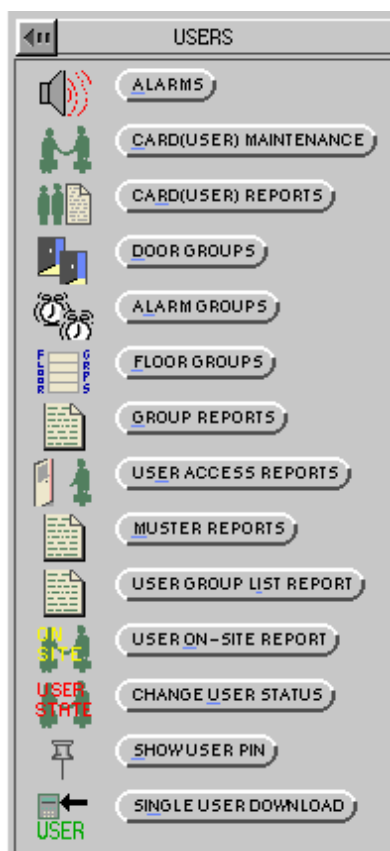 USERS
ALARMS
CARD(USER) MAINTENANCE
CARD(USER) REPORTS
DOOR GROUPS
ALARM GROUPS
FLOOR GRPS
FLOOR GROUPS
GROUP REPORTS
USER ACCESS REPORTS
MUSTER REPORTS
USER GROUP LIST REPORT
ON SITE
USER ON-SITE REPORT
USER STATE
CHANGE USER STATUS
SHOW USER PIN
USER
SINGLE USER DOWNLOAD